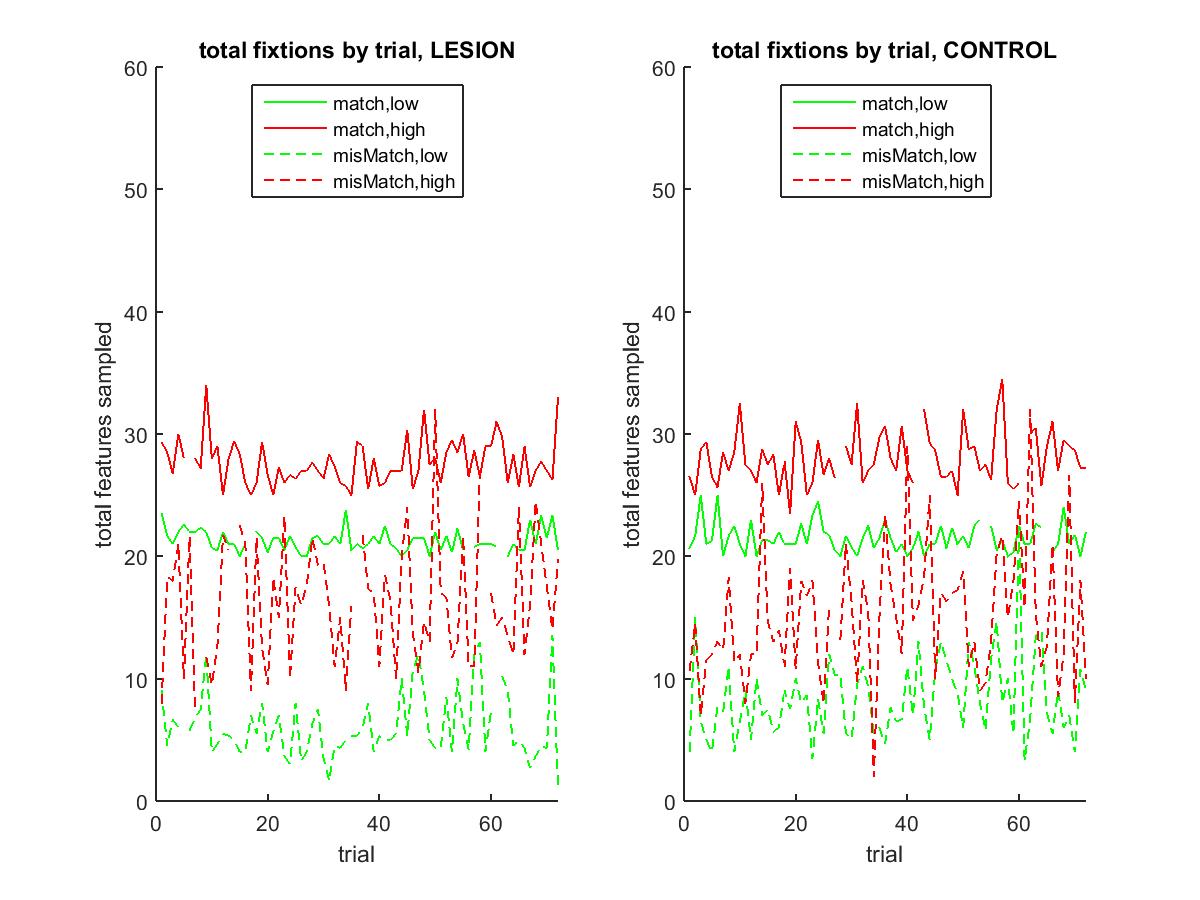 total fixtions by trial, LESION
60
50
40
30
20
10
0
total features sampled
match,low
match,high
misMatch,low
misMatch,high
0
20
40
60
trial
total fixtions by trial, CONTROL
60
50
40
30
20
10
0
total features sampled
match,low
match,high
misMatch,low
misMatch,high
0
20
40
60
trial